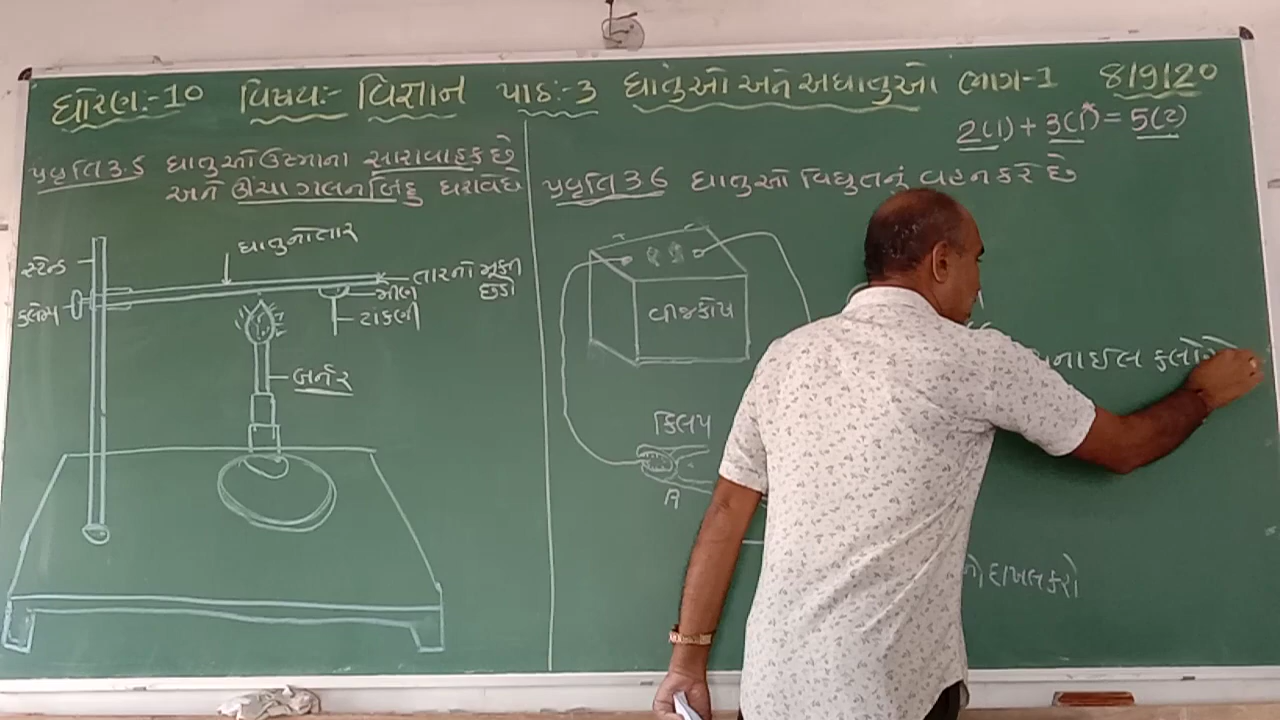 ધોરણ:-10 વિષય:- વિજ્ઞાન પાઠ:-3 ધાતુઓ અને અધાતુઓ ભાગ-1 8/9/20
2(1) + 3(1) = 5(2)
પ્રવૃત્તિ 3.5 ધાતુઓ ઉષ્માના સારાવાહક છે
અને ઊંચા ગલનબિંદુ ધરાવે છે
પ્રવૃત્તિ 3.6 ધાતુઓ વિદ્યુતનું વહન કરે છે
ધાતુનો તાર
સ્ટેન્ડ
ક્લેમ્પ
તારનો મૂક્ત
છેડો
મીણ
ટાંકણી
બર્નર
વીજકોષ
ક્લિપ
A
નાઈલ ક્લોરો
દાખલ કરો